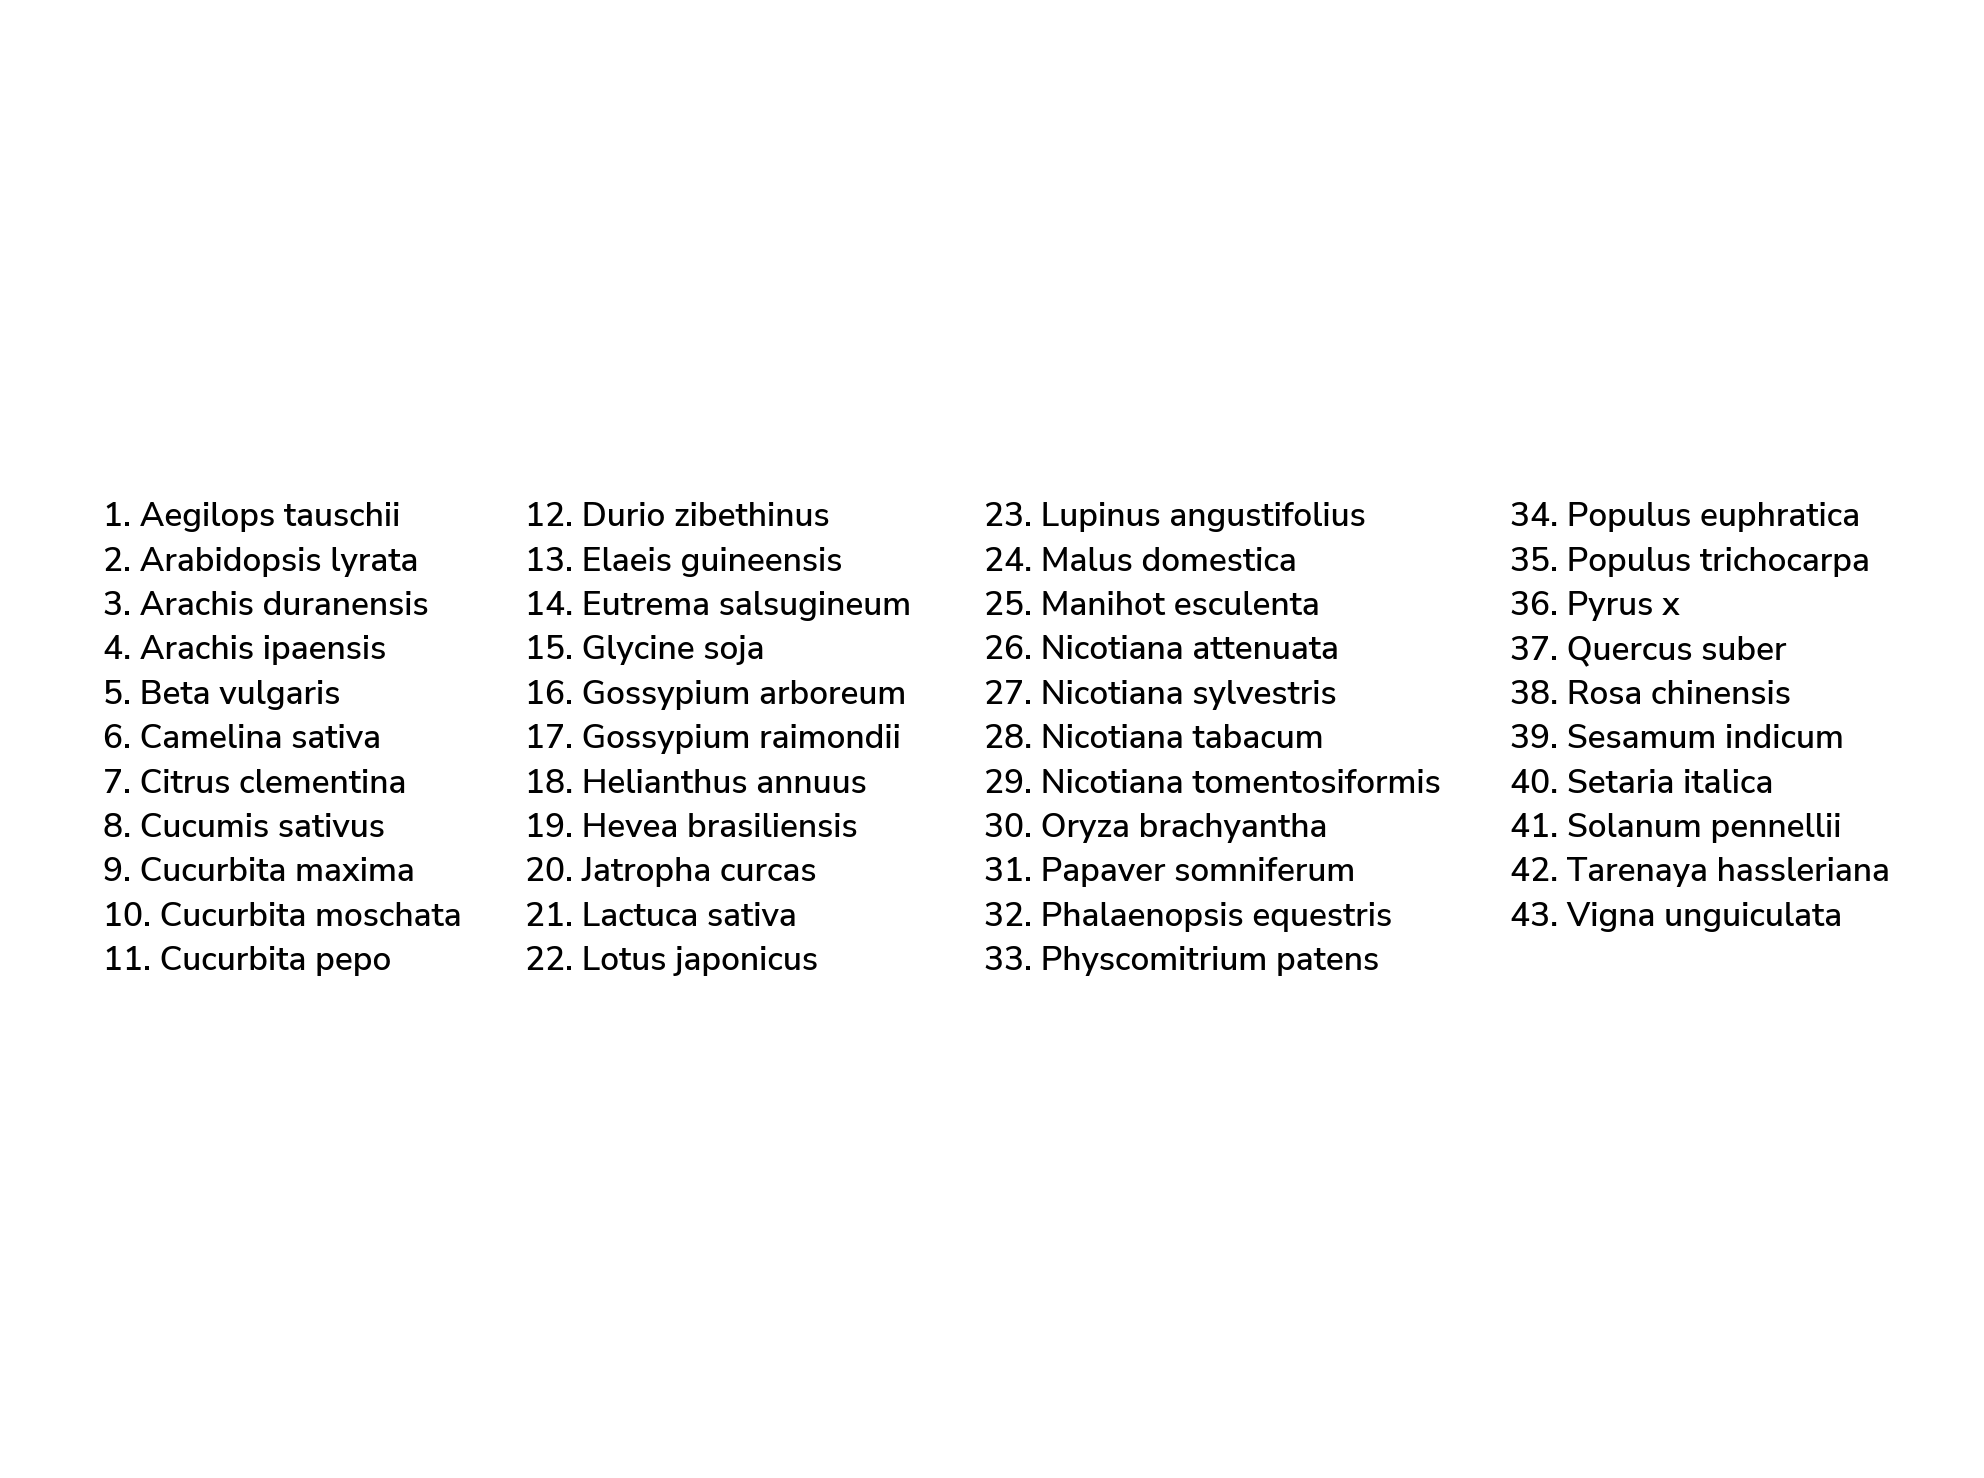 1. Aegilops tauschii
2. Arabidopsis lyrata
3. Arachis duranensis
4. Arachis ipaensis
5. Beta vulgaris
6. Camelina sativa
7. Citrus clementina
8. Cucumis sativus
9. Cucurbita maxima
10. Cucurbita moschata
11. Cucurbita pepo
12. Durio zibethinus
13. Elaeis guineensis
14. Eutrema salsugineum
15. Glycine soja
16. Gossypium arboreum
17. Gossypium raimondii
18. Helianthus annuus
19. Hevea brasiliensis
20. Jatropha curcas
21. Lactuca sativa
22. Lotus japonicus
23. Lupinus angustifolius
24. Malus domestica
25. Manihot esculenta
26. Nicotiana attenuata
27. Nicotiana sylvestris
28. Nicotiana tabacum
29. Nicotiana tomentosiformis
30. Oryza brachyantha
31. Papaver somniferum
32. Phalaenopsis equestris
33. Physcomitrium patens
34. Populus euphratica
35. Populus trichocarpa
36. Pyrus x
37. Quercus suber
38. Rosa chinensis
39. Sesamum indicum
40. Setaria italica
41. Solanum pennellii
42. Tarenaya hassleriana
43. Vigna unguiculata